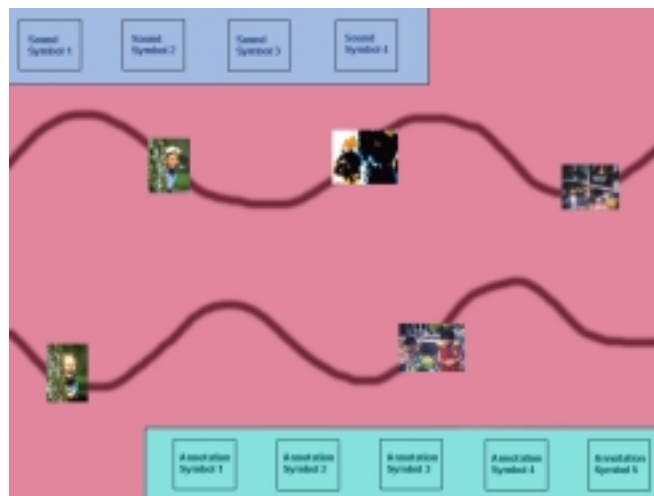 Sound
Symbol 1
Sound
Symbol 2
Sound
Symbol 3
Sound
Symbol 4
Annotation
Symbol 1
Annotation
Symbol 2
Annotation
Symbol 3
Annotation
Symbol 4
Annotation
Symbol 5